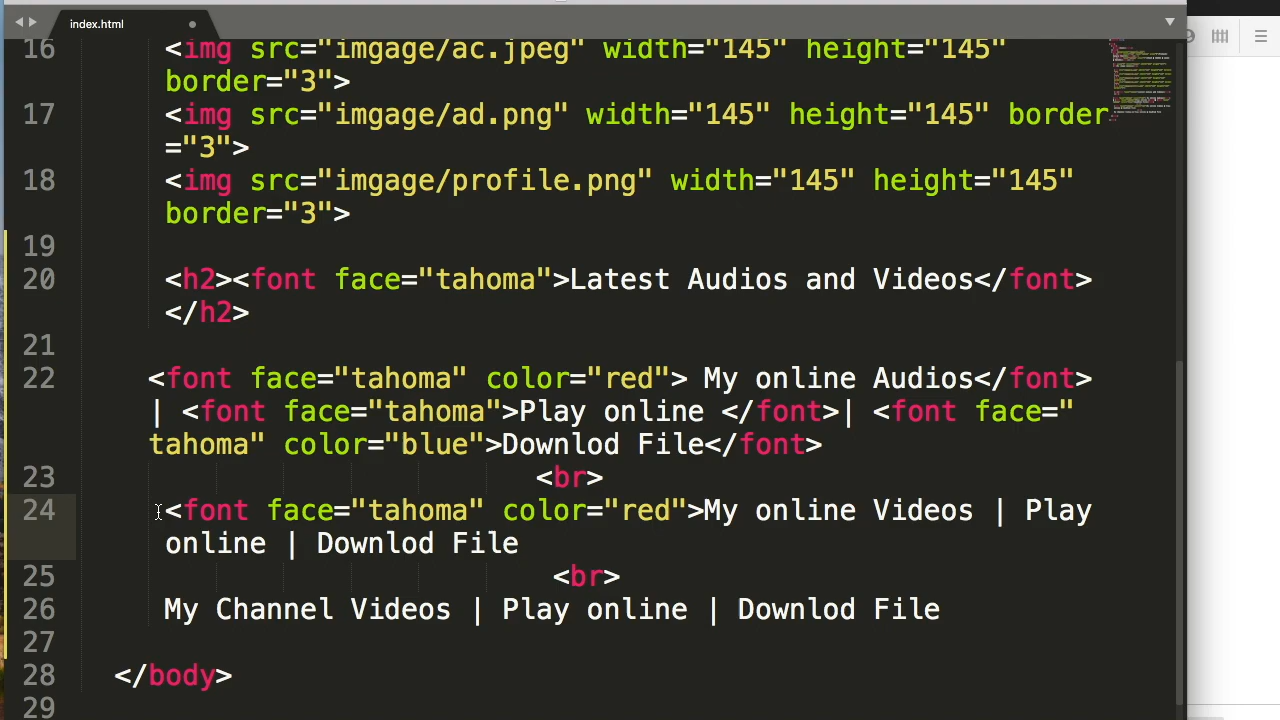 index.html
16 <img src="imgage/ac.jpeg" width="145" height="145"
border="3">
17 <img src="imgage/ad.png" width="145" height="145" border
="3">
18 <img src="imgage/profile.png" width="145" height="145"
border="3">
19
20 <h2><font face="tahoma">Latest Audios and Videos</font>
</h2>
21
22 <font face="tahoma" color="red"> My online Audios</font>
| <font face="tahoma">Play online </font>| <font face="
tahoma" color="blue">Downlod File</font>
23 <br>
24 <font face="tahoma" color="red">My online Videos | Play
online | Downlod File
25 <br>
26 My Channel Videos | Play online | Downlod File
27
28 </body>
29